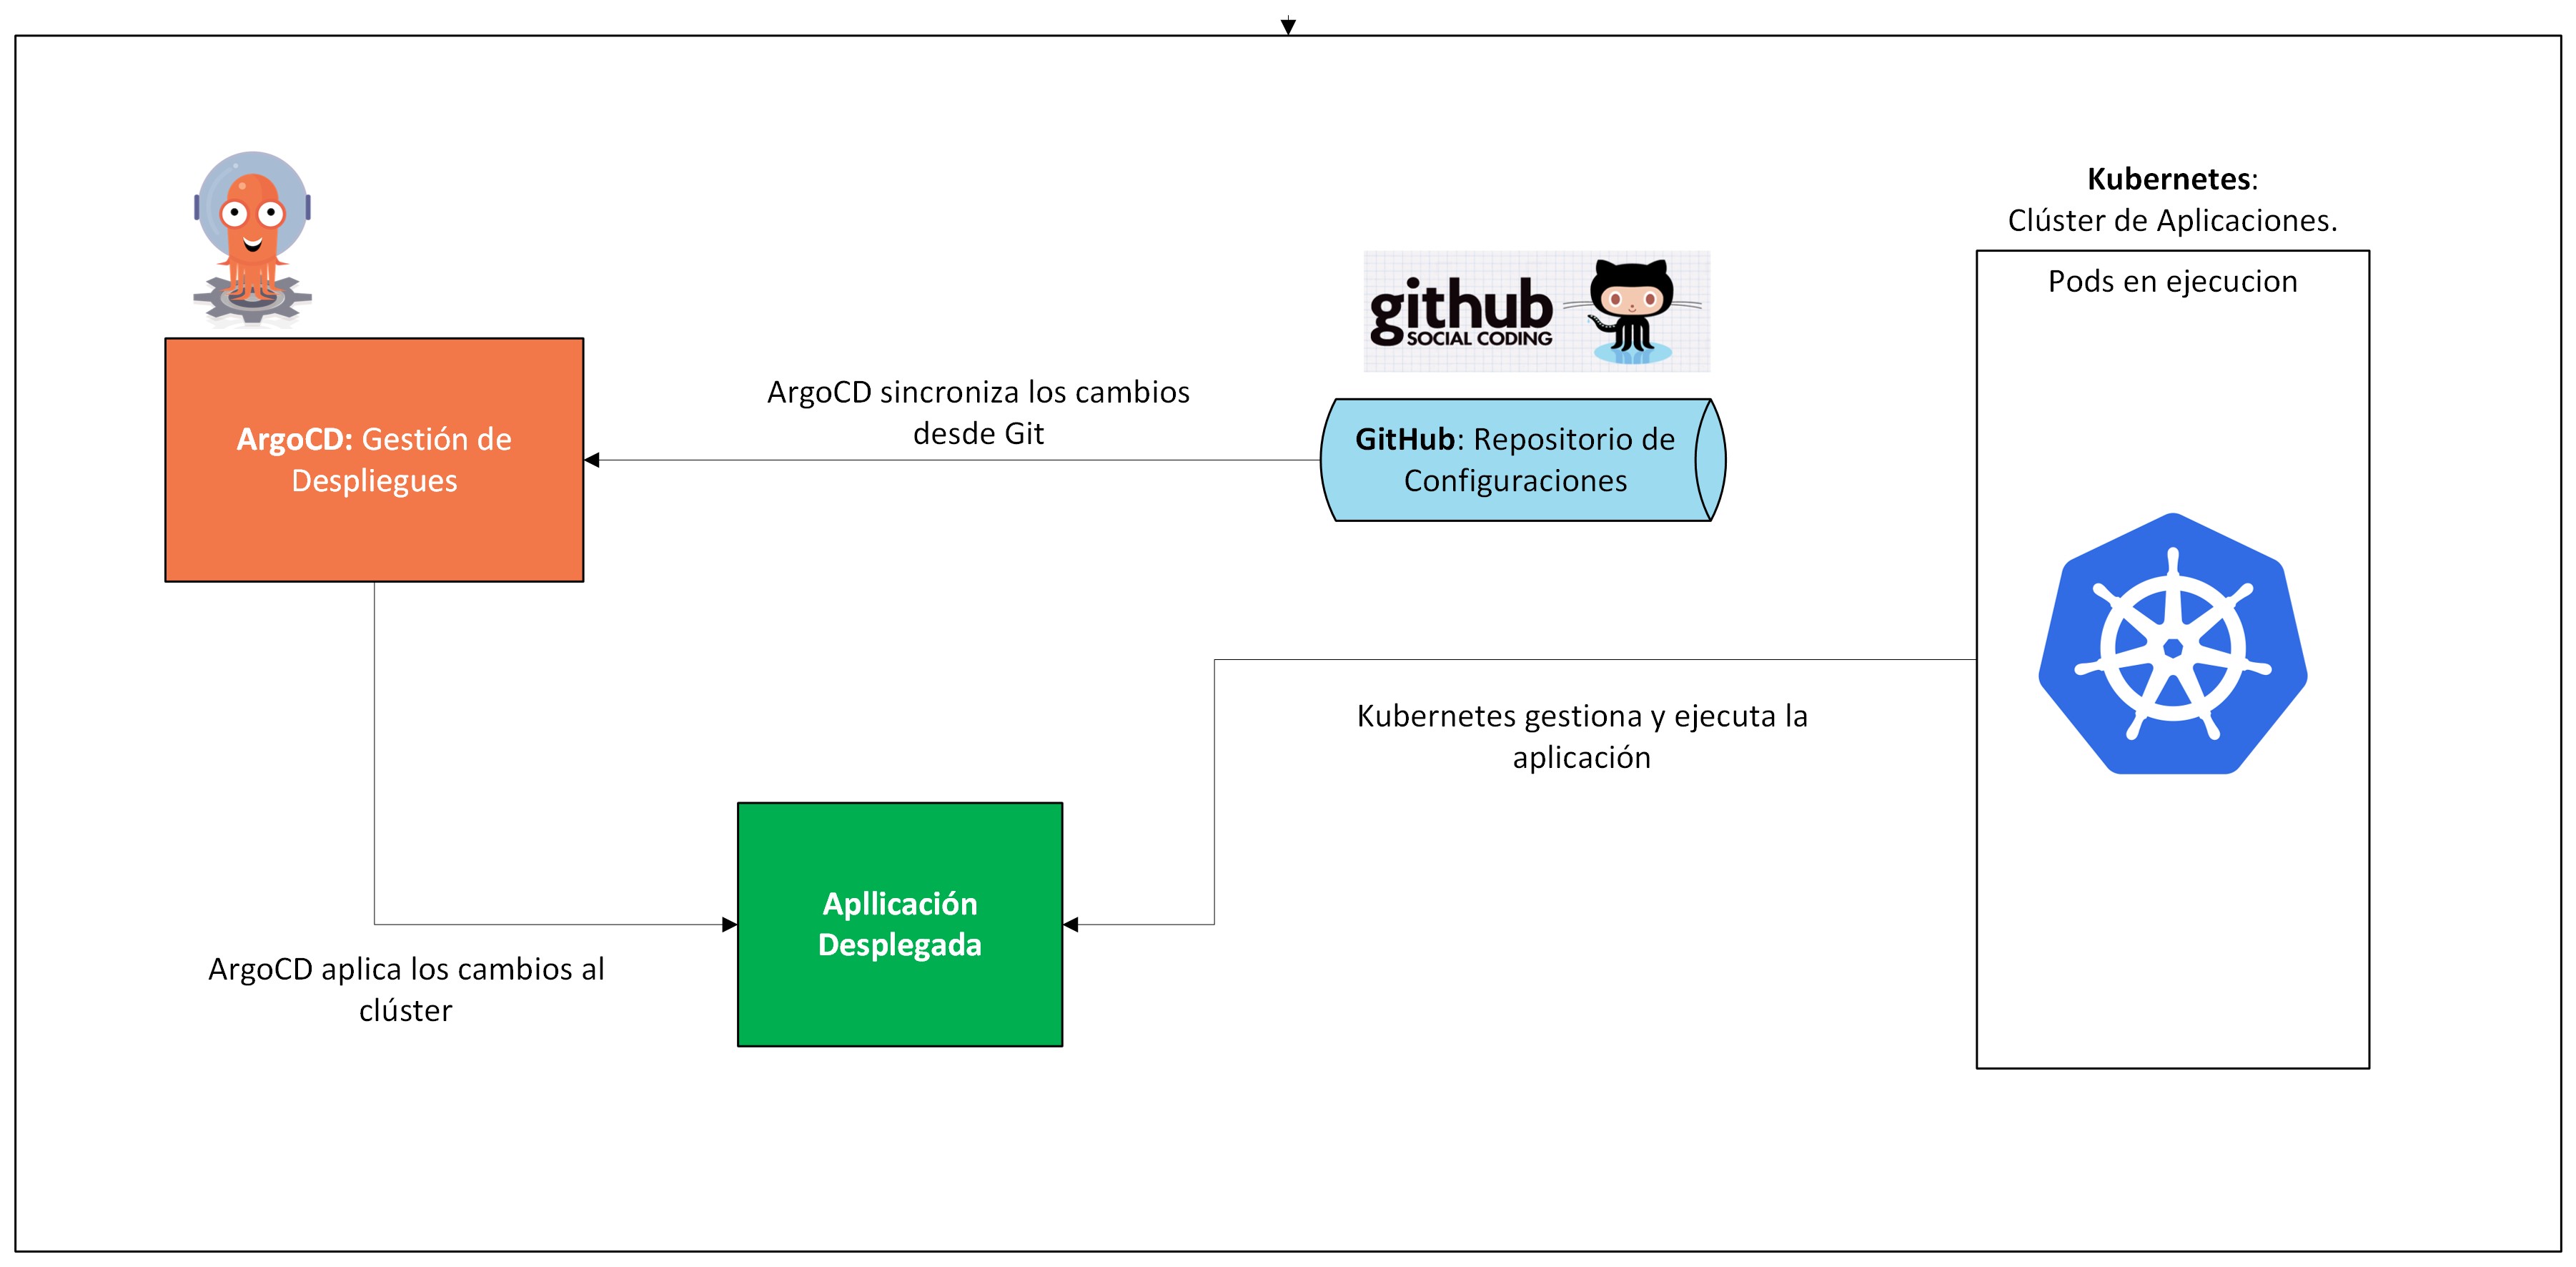 Kubernetes:
Clúster de Aplicaciones.
Pods en ejecucion
github
SOCIAL CODING
ArgoCD sincroniza los cambios
desde Git
ArgoCD: Gestión de
Despliegues
GitHub: Repositorio de
Configuraciones
Kubernetes gestiona y ejecuta la
aplicación
Apllicación
Desplegada
ArgoCD aplica los cambios al
clúster